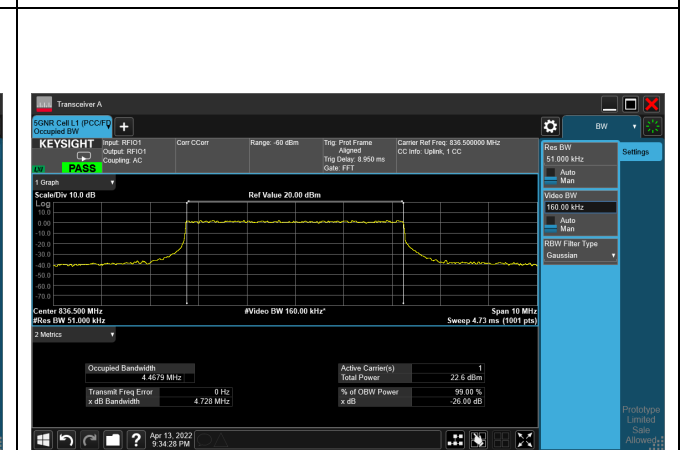 Transceiver A
5GNR Cell L1 (PCC/FD
Occupied BW
BW
KEYSIGHT
PASS
Input: RFIO1
Output: RFIO1
Coupling: AC
Corr CCorr
Range: -60 dBm
Trig: Prot Frame
Aligned
Trig Delay: 8.950 ms
Gate: FFT
Carrier Ref Freq: 836.500000 MHz
CC Info: Uplink, 1 CC
Res BW
51.000 kHz
Auto
Man
Settings
Video BW
160.00 kHz
Auto
Man
RBW Filter Type
Gaussian
1 Graph
Scale/Div 10.0 dB
Ref Value 20.00 dBm
Log
10.0
0.00
-10.0
-20.0
-30.0
-40.0
-50.0
-60.0
-70.0
Center 836.500 MHz
#Video BW 160.00 kHz*
Span 10 MHz
#Res BW 51.000 kHz
Sweep 4.73 ms (1001 pts)
2 Metrics
Occupied Bandwidth
4.4679 MHz
Active Carrier(s) 1
Total Power 22.6 dBm
Transmit Freq Error 0 Hz
x dB Bandwidth 4.728 MHz
% of OBW Power 99.00 %
x dB -26.00 dB
Prototype
Limited
Sale
Allowed
Apr 13, 2022
9:34:28 PM